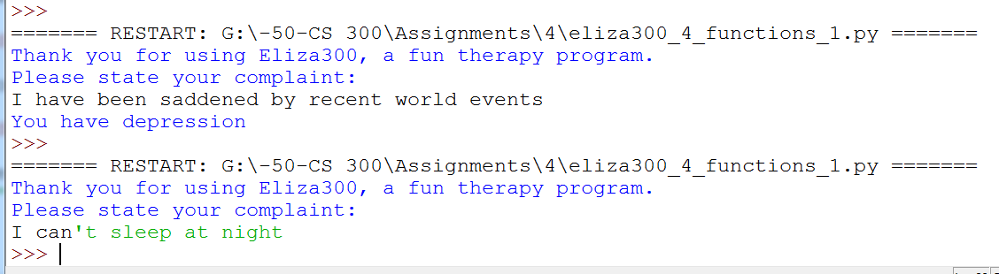 >>>
======= RESTART: G:\-50-CS 300\Assignments\4\eliza300_4_functions_1.py =======
Thank you for using Eliza300, a fun therapy program.
Please state your complaint:
I have been saddened by recent world events
You have depression
>>>
======= RESTART: G:\-50-CS 300\Assignments\4\eliza300_4_functions_1.py =======
Thank you for using Eliza300, a fun therapy program.
Please state your complaint:
I can't sleep at night
>>>